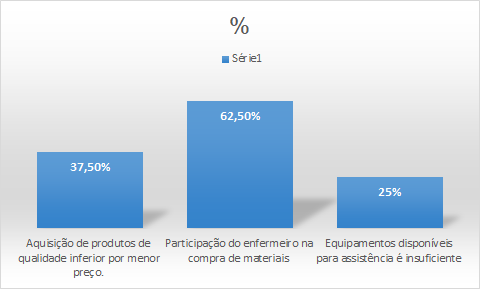 %
Série1
37,50%
62,50%
25%
Aquisição de produtos de
qualidade inferior por menor
preço.
Participação do enfermeiro na
compra de materiais
Equipamentos disponíveis
para assistência é insuficiente